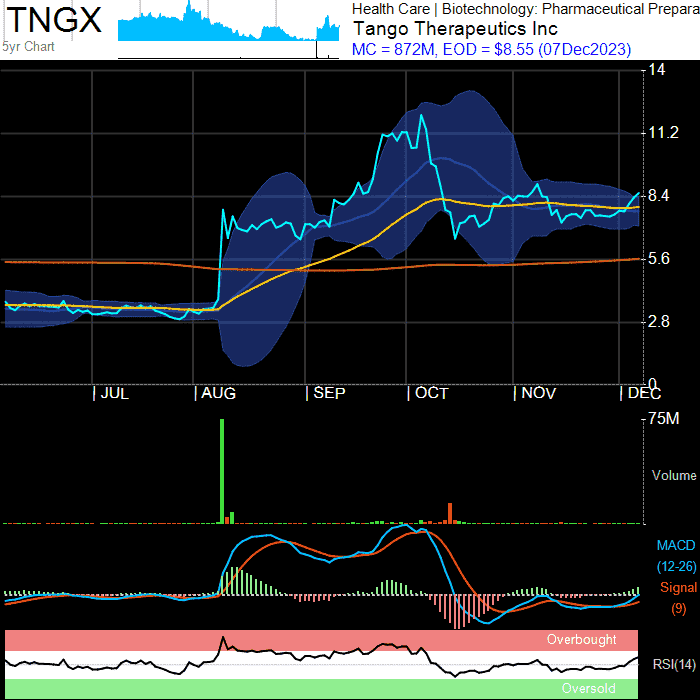 TNGX
5yr Chart
Health Care | Biotechnology: Pharmaceutical Prepara
Tango Therapeutics Inc
MC = 872M, EOD = $8.55 (07Dec2023)
14
11.2
8.4
5.6
2.8
0
JUL
AUG
SEP
OCT
NOV
DEC
75M
Volume
MACD
(12-26)
Signal
(9)
Overbought
RSI(14)
Oversold